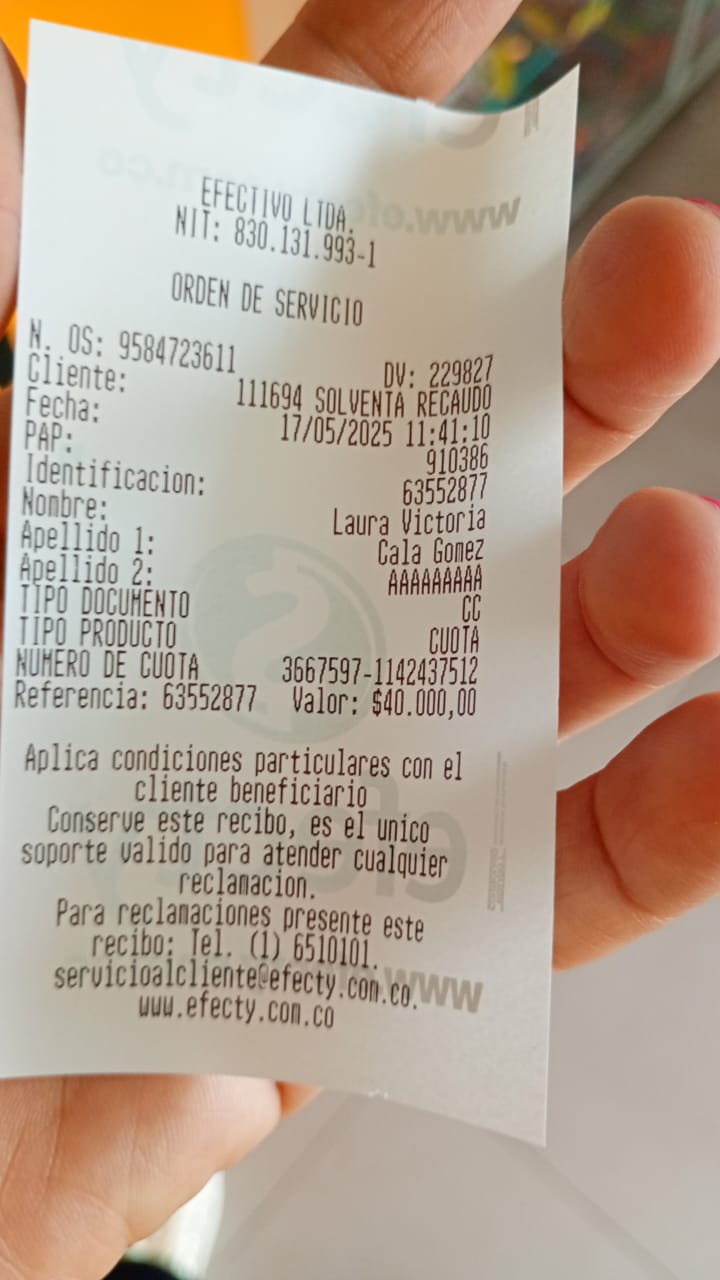 EFECTIVO LTDA.
NIT: 830.131.993-1
ORDEN DE SERVICIO
N. OS: 9584723611 DV: 229827
Cliente: 111694 SOLVENTA RECAUDO
Fecha: 17/05/2025 11:41:10
PAP: 910386
Identificacion: 63552877
Nombre: Laura Victoria
Apellido 1: Cala Gomez
Apellido 2: AAAAAAAAA
TIPO DOCUMENTO CC
TIPO PRODUCTO CUOTA
NUMERO DE CUOTA 3667597-1142437512
Referencia: 63552877 Valor: $40.000,00
Aplica condiciones particulares con el
cliente beneficiario
Conserve este recibo, es el unico
soporte valido para atender cualquier
reclamacion.
Para reclamaciones presente este
recibo: Tel. (1) 6510101.
servicioalcliente@efecty.com.co.
www.efecty.com.co